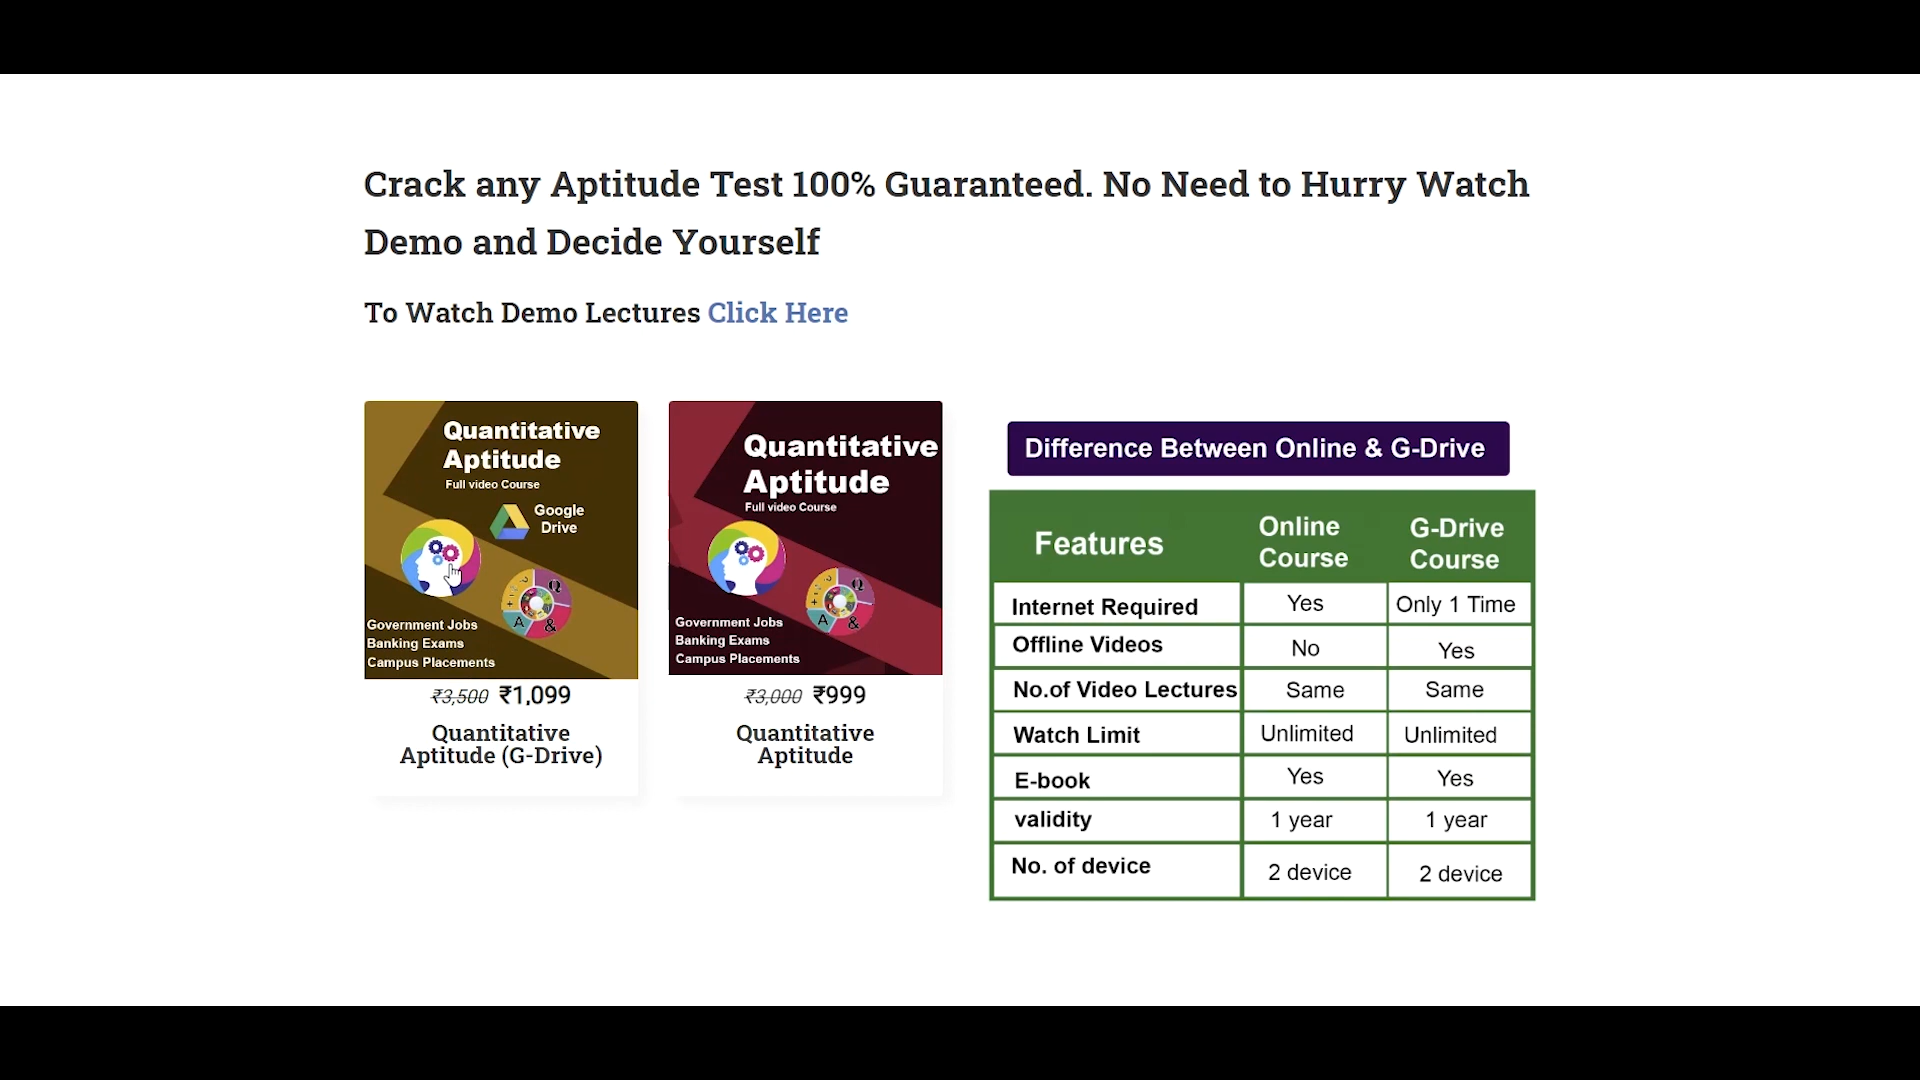 Crack any Aptitude Test 100% Guaranteed. No Need to Hurry Watch
Demo and Decide Yourself
To Watch Demo Lectures Click Here
Quantitative
Aptitude
Full video Course
Google
Drive
Government Jobs
Banking Exams
Campus Placements
₹3,500 ₹1,099
Quantitative
Aptitude (G-Drive)
Quantitative
Aptitude
Full video Course
Government Jobs
Banking Exams
Campus Placements
₹3,000 ₹999
Quantitative
Aptitude
Difference Between Online & G-Drive
Features Online Course G-Drive Course
Internet Required Yes Only 1 Time
Offline Videos No Yes
No.of Video Lectures Same Same
Watch Limit Unlimited Unlimited
E-book Yes Yes
validity 1 year 1 year
No. of device 2 device 2 device